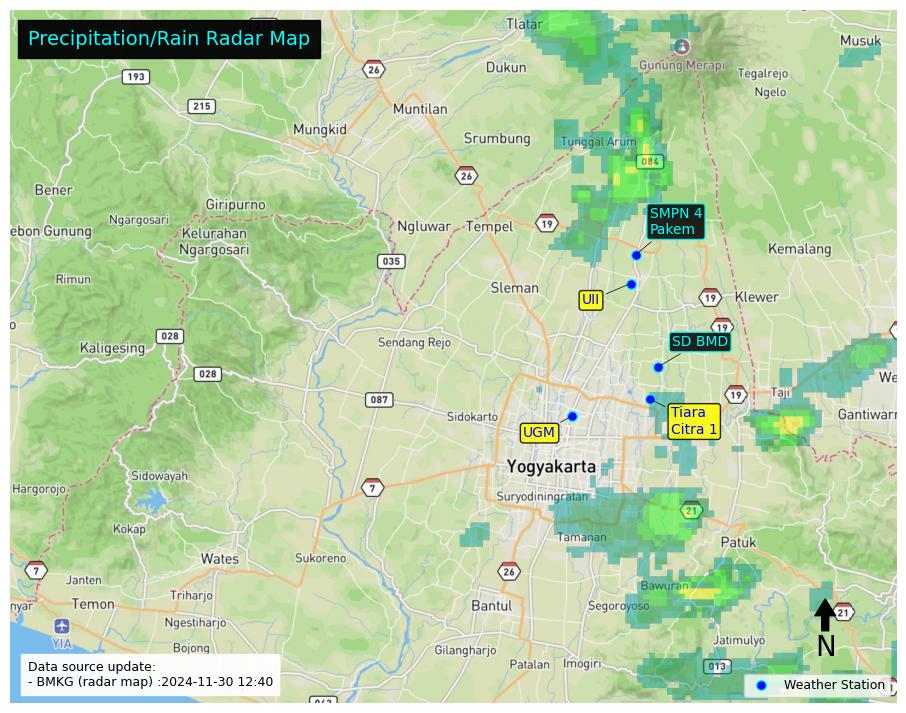 Precipitation/Rain Radar Map
Tlatar
Musuk
26
Dukun
Gunung Merapi
193
Tegalrejo
Ngelo
215
Muntilan
Mungkid
Srumbung
Tunggal Arum
084
26
Bener
Giripurno
SMPN 4
Pakem
Ngargosari
Ngluwar
Tempel
19
ebon Gunung
Kelurahan
Ngargosari
Kemalang
035
Rimun
Sleman
UII
19
Klewer
19
028
Kaligesing
Sendang Rejo
SD BMD
028
We
087
Taji
19
Sidokarto
Tiara
Citra 1
Gantiwarn
UGM
Yogyakarta
Sidowayah
Hargorojo
7
Suryodiningratan
21
Kokap
Tamanan
Patuk
Wates
Sukoreno
7
26
Janten
Bawuran
nyar
Temon
Triharjo
Bantul
Segoroyoso
21
Ngestiharjo
YIA
N
Bojong
Gilangharjo
Jatimulyo
Patalan
Imogiri
013
Data source update:
- BMKG (radar map) :2024-11-30 12:40
Weather Station